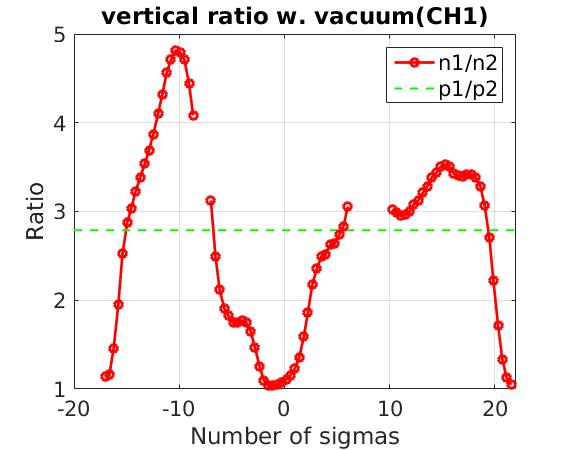 vertical ratio w. vacuum(CH1)
n1/n2
p1/p2
Ratio
5
4
3
2
1
-20 -10 0 10 20
Number of sigmas